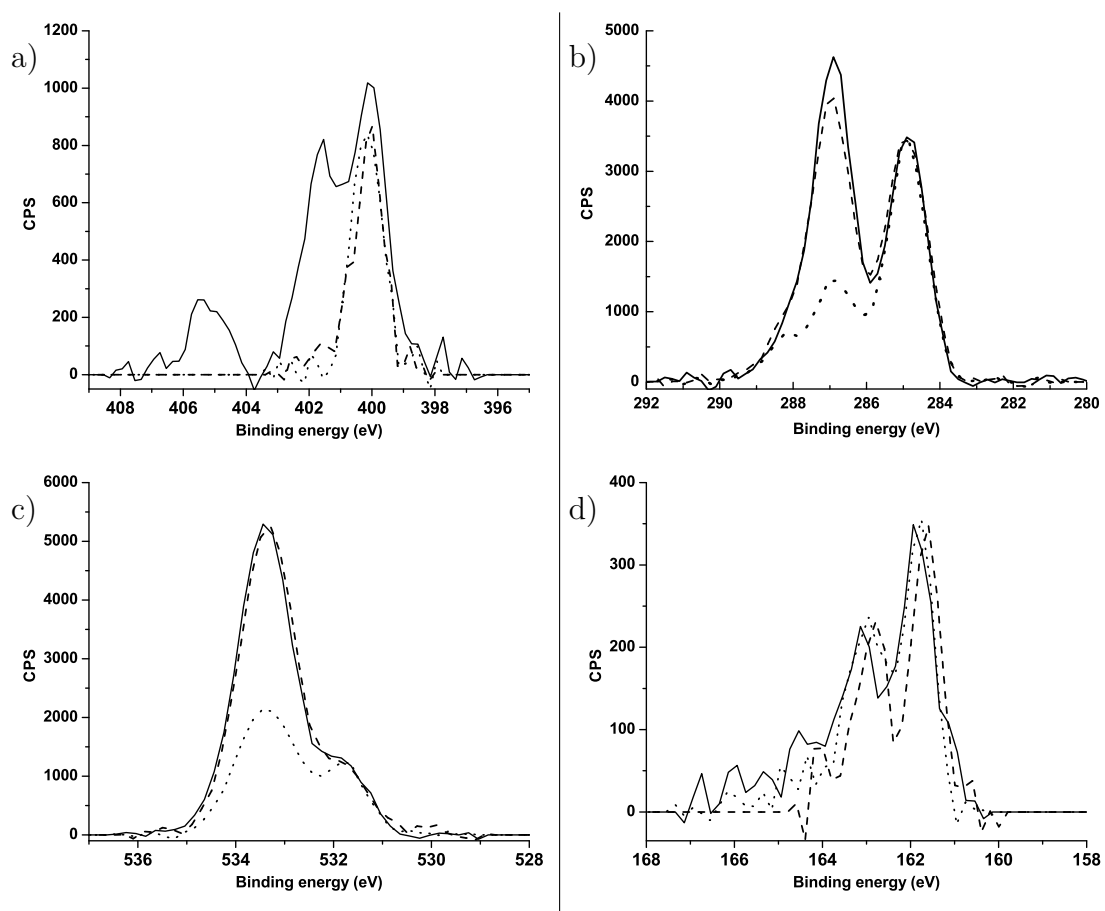 a)
1200
1000
800
600
400
200
0
CPS
408 406 404 402 400 398 396
Binding energy (eV)
b)
5000
4000
3000
2000
1000
0
CPS
292 290 288 286 284 282 280
Binding energy (eV)
c)
6000
5000
4000
3000
2000
1000
0
CPS
536 534 532 530 528
Binding energy (eV)
d)
400
300
200
100
0
CPS
168 166 164 162 160 158
Binding energy (eV)